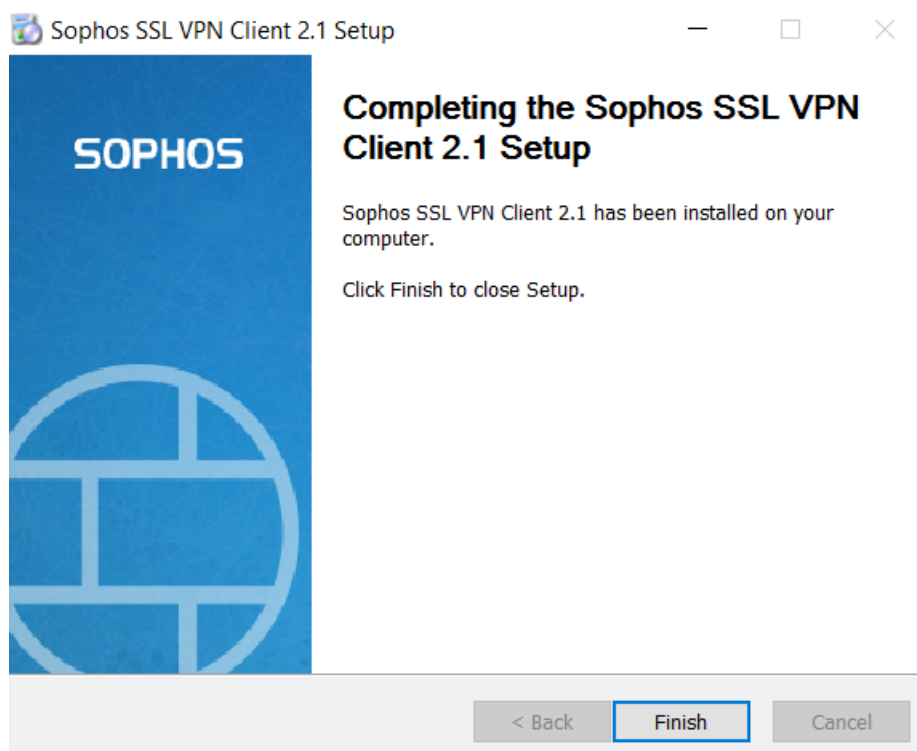 Sophos SSL VPN Client 2.1 Setup
SOPHOS
Completing the Sophos SSL VPN
Client 2.1 Setup
Sophos SSL VPN Client 2.1 has been installed on your
computer.
Click Finish to close Setup.
< Back
Finish
Cancel